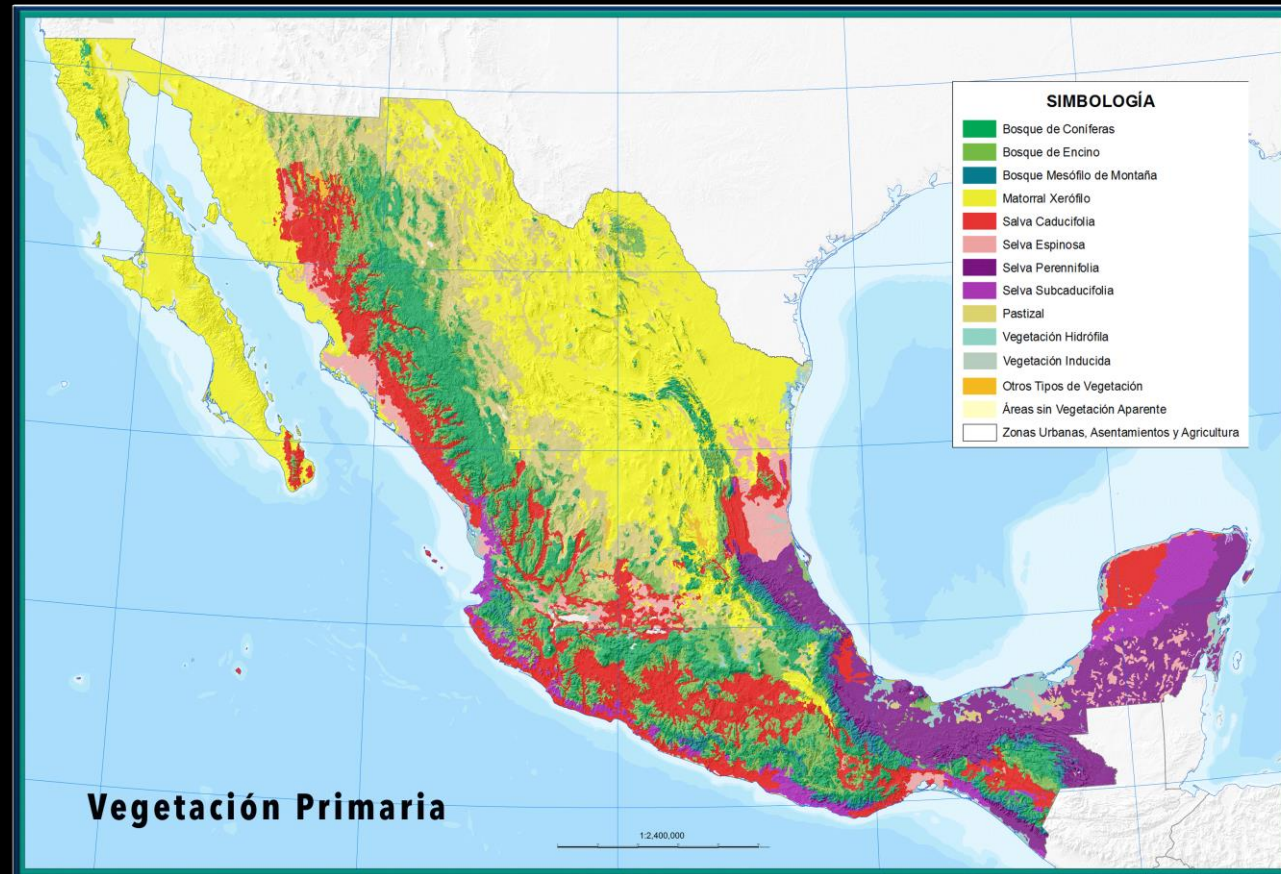 SIMBOLOGÍA
Bosque de Coníferas
Bosque de Encino
Bosque Mesófilo de Montaña
Matorral Xerófilo
Salva Caducifolia
Selva Espinosa
Selva Perennifolia
Selva Subcaducifolia
Pastizal
Vegetación Hidrófila
Vegetación Inducida
Otros Tipos de Vegetación
Áreas sin Vegetación Aparente
Zonas Urbanas, Asentamientos y Agricultura
Vegetación Primaria
1:2,400,000